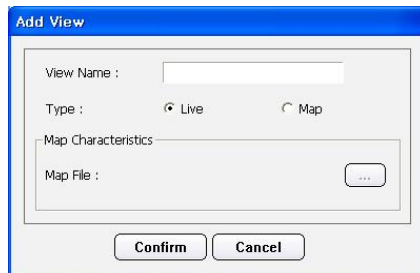 Add View
View Name :
Type : Live Map
Map Characteristics
Map File : ...
Confirm Cancel